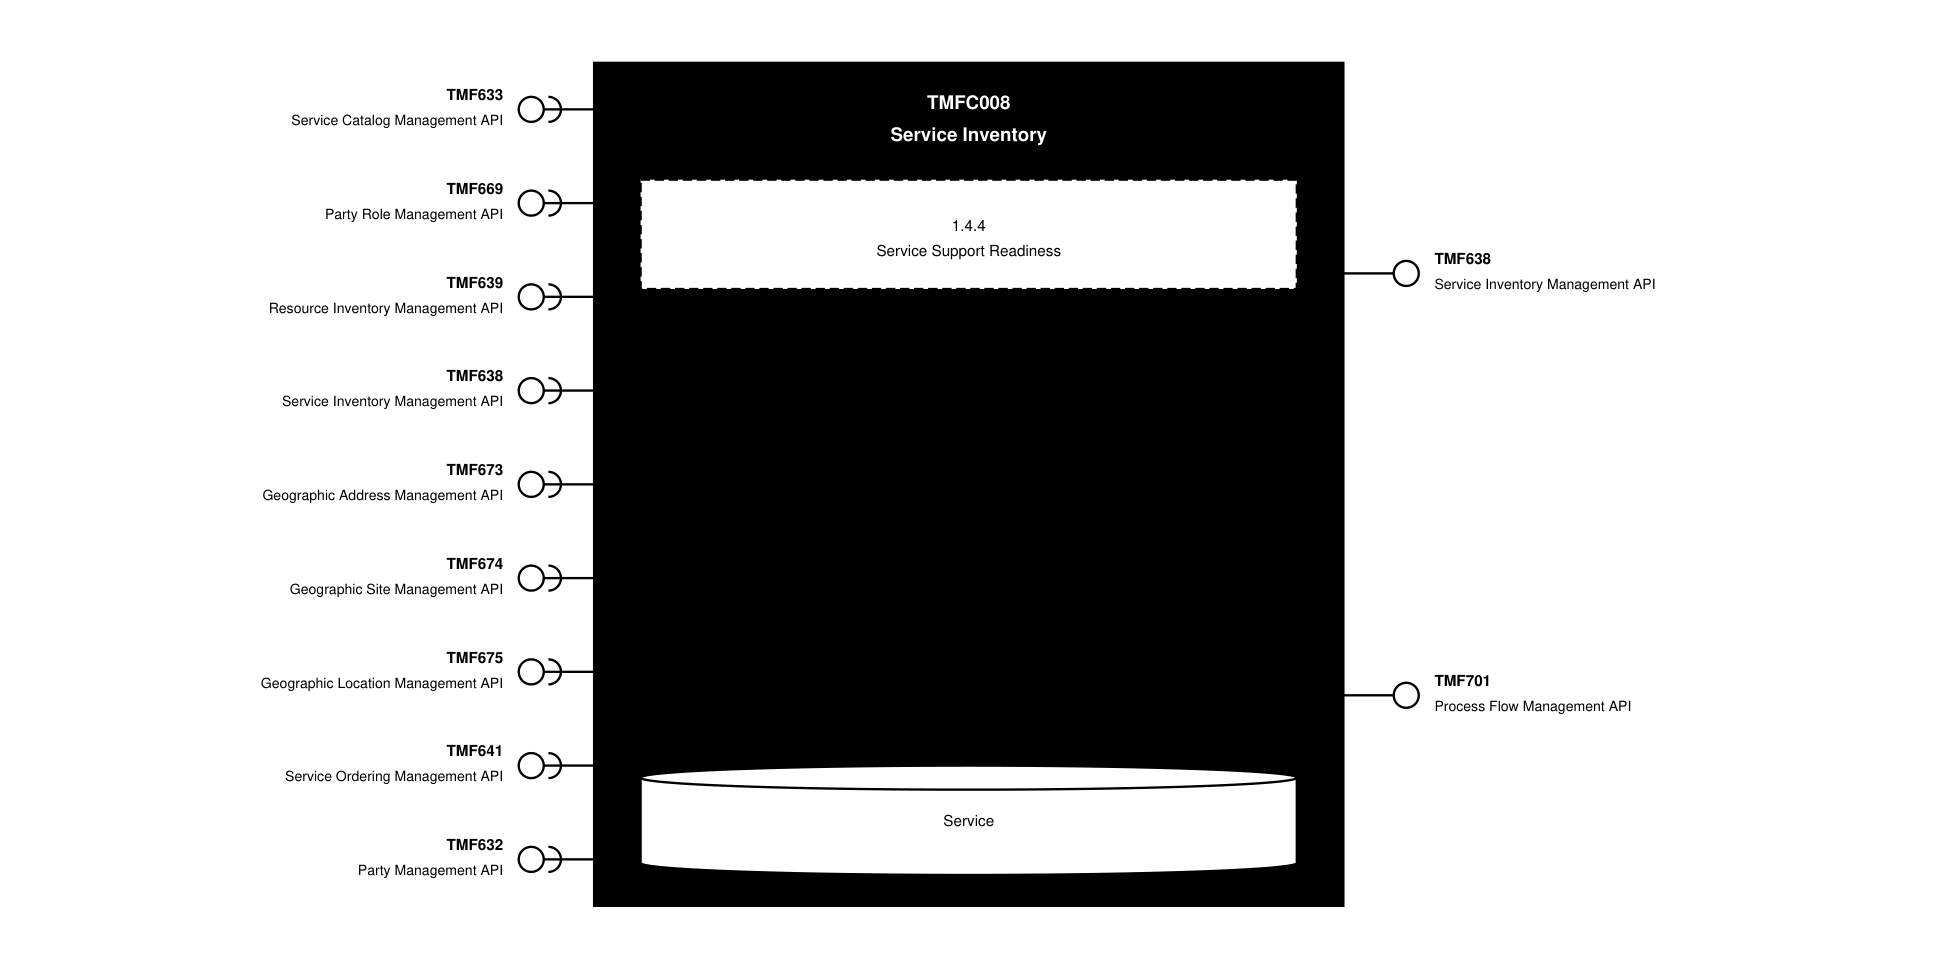 TMFC008
Service Inventory
1.4.4
Service Support Readiness
Service
TMF633
Service Catalog Management API
TMF669
Party Role Management API
TMF639
Resource Inventory Management API
TMF638
Service Inventory Management API
TMF673
Geographic Address Management API
TMF674
Geographic Site Management API
TMF675
Geographic Location Management API
TMF641
Service Ordering Management API
TMF632
Party Management API
TMF638
Service Inventory Management API
TMF701
Process Flow Management API